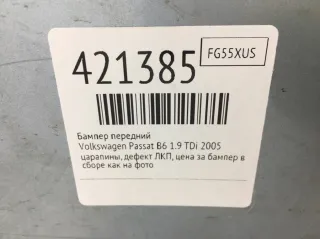 421385
FG55XUS
Бампер передний
Volkswagen Passat B6 1.9 TDi 2005
царапины, дефект ЛКП, цена за бампер в
сборе как на фото